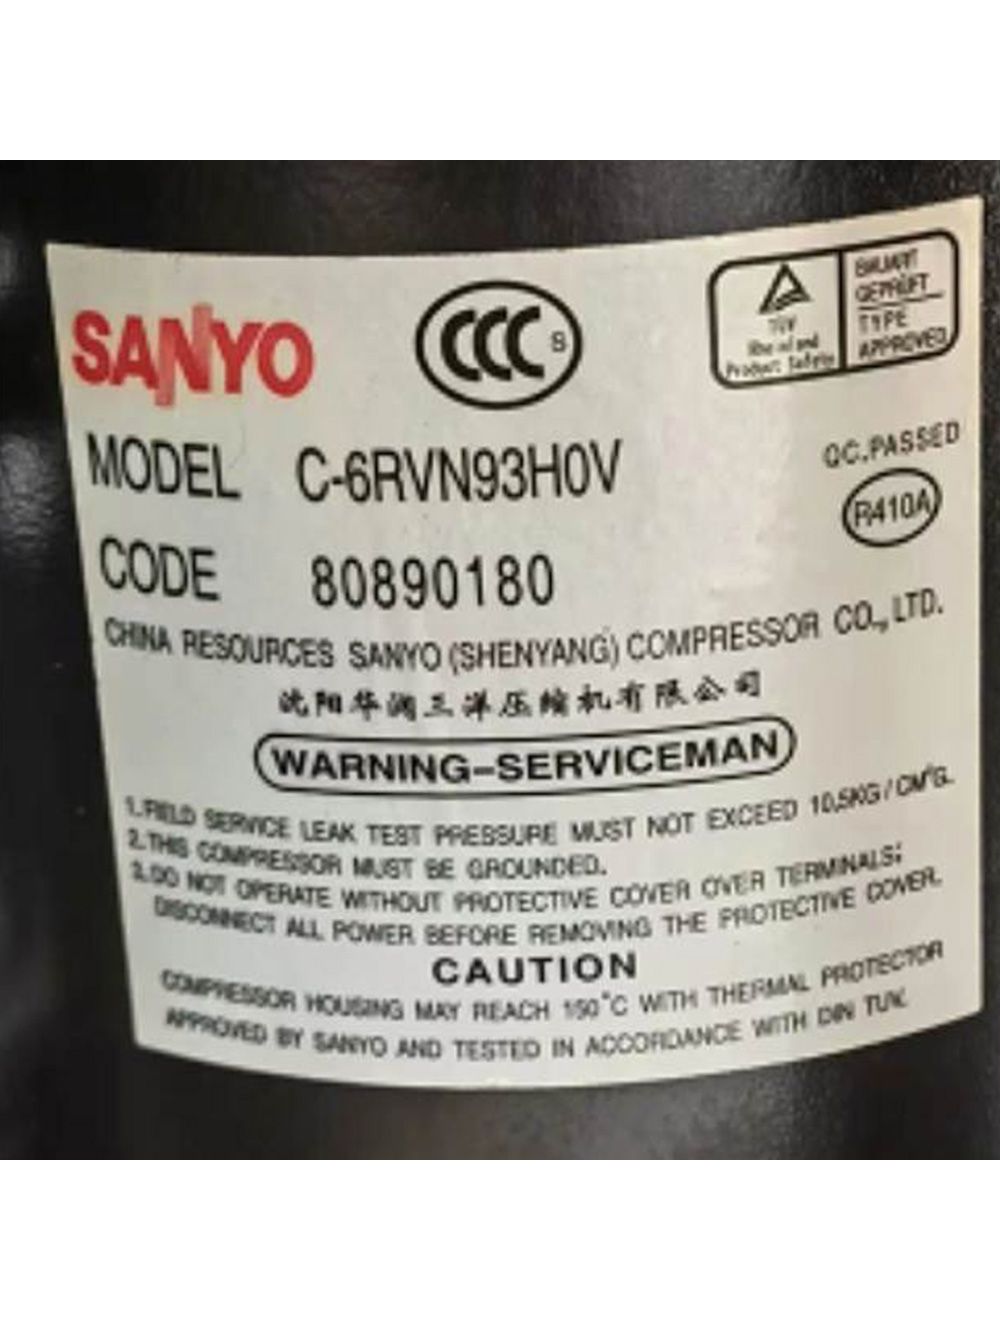 SANYO
CCC S
TÜV
Rheinland
Product Safety
BAUART
GEPRÜFT
TYPE
APPROVED
MODEL C-6RVN93H0V
QC.PASSED
R410A
CODE 80890180
CHINA RESOURCES SANYO (SHENYANG) COMPRESSOR CO., LTD.
沈阳华润三洋压缩机有限公司
WARNING-SERVICEMAN
1.FIELD SERVICE LEAK TEST PRESSURE MUST NOT EXCEED 10.5KG/CM²G.
2.THIS COMPRESSOR MUST BE GROUNDED.
3.DO NOT OPERATE WITHOUT PROTECTIVE COVER OVER TERMINALS;
DISCONNECT ALL POWER BEFORE REMOVING THE PROTECTIVE COVER.
CAUTION
COMPRESSOR HOUSING MAY REACH 150°C WITH THERMAL PROTECTOR
APPROVED BY SANYO AND TESTED IN ACCORDANCE WITH DIN TUV.